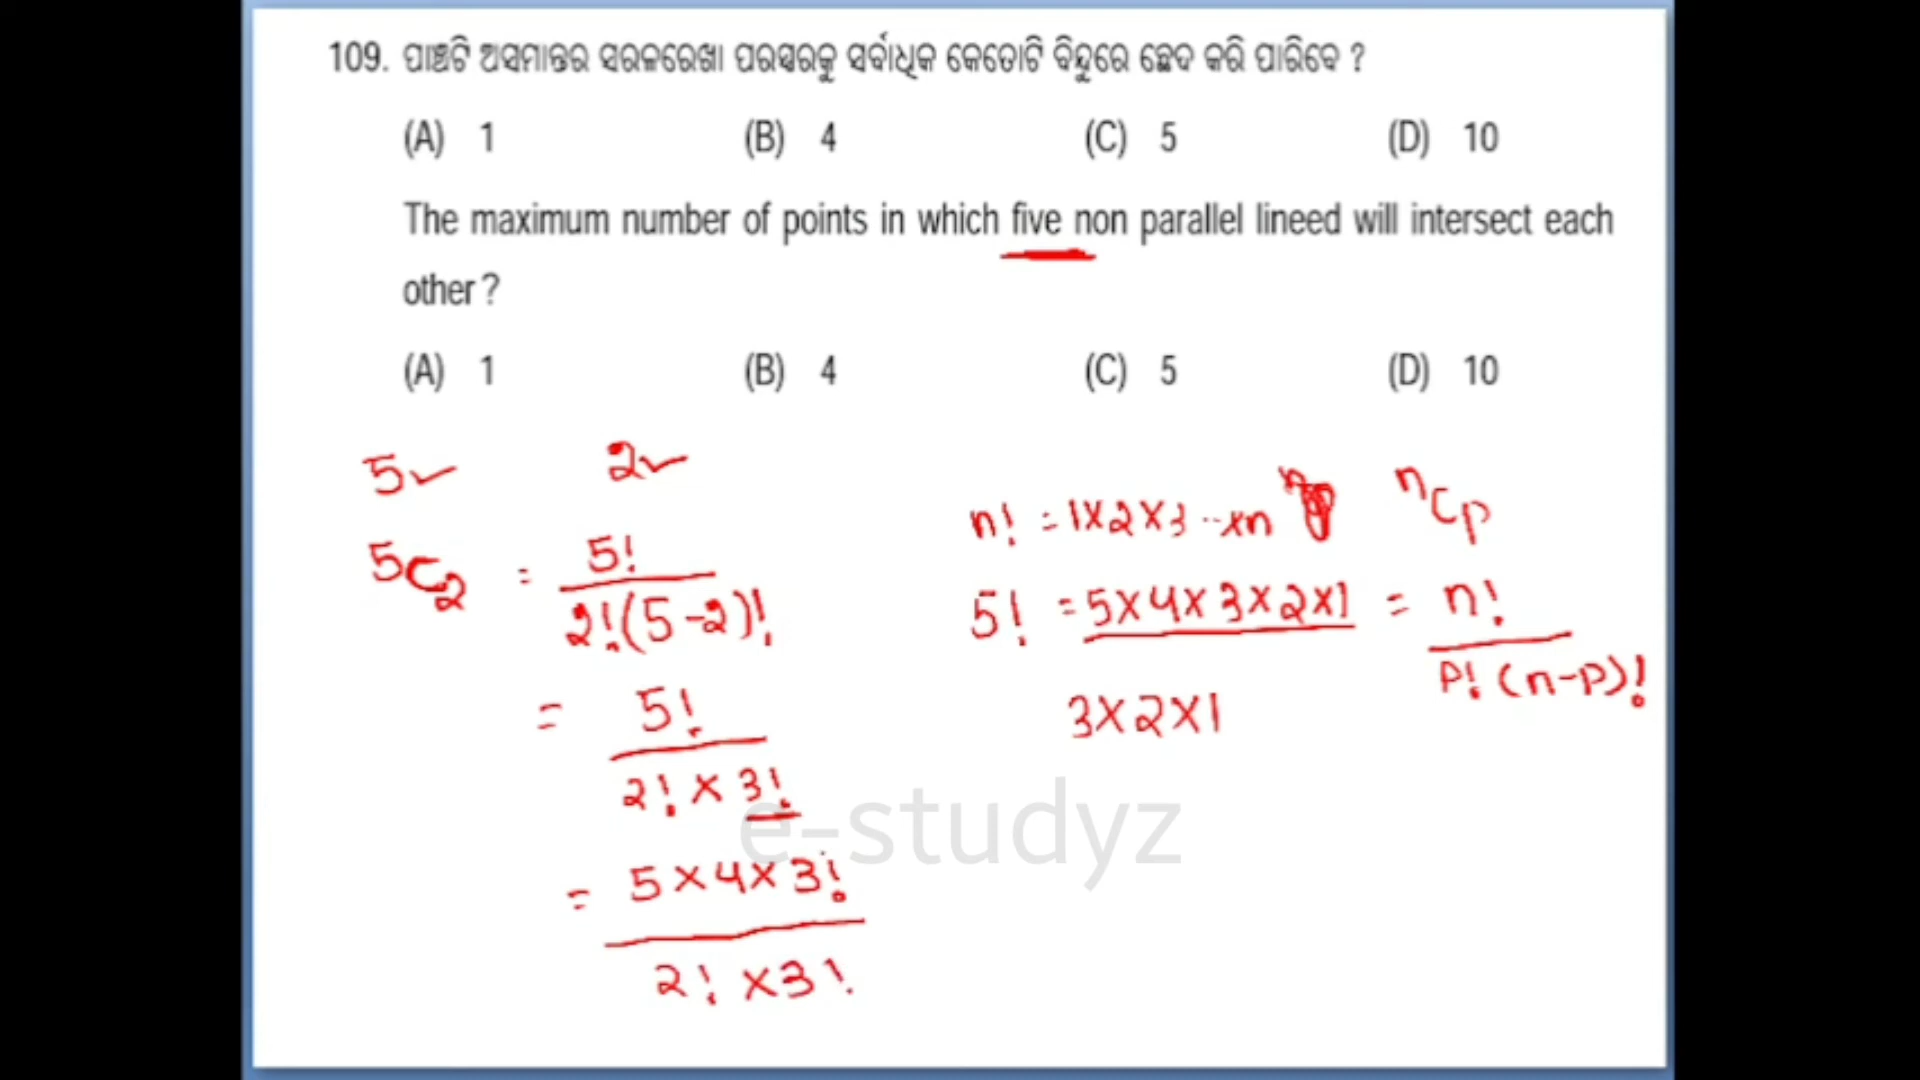 109. ପାଞ୍ଚଟି ଅସମାନ୍ତର ସରଳରେଖା ପରସ୍ପରକୁ ସର୍ବାଧିକ କେତୋଟି ବିନ୍ଦୁରେ ଛେଦ କରି ପାରିବେ ?
(A) 1 (B) 4 (C) 5 (D) 10
The maximum number of points in which five non parallel lineed will intersect each
other ?
(A) 1 (B) 4 (C) 5 (D) 10
5✓ 2✓
5C2 = 5!
2!(5-2)!
= 5!
2! × 3!
= 5×4×3!
2! ×3!
n! = 1×2×3 ··×n
nCp
5! = 5×4×3×2×1 = n!
P! (n-P)!
3×2×1
e-studyz